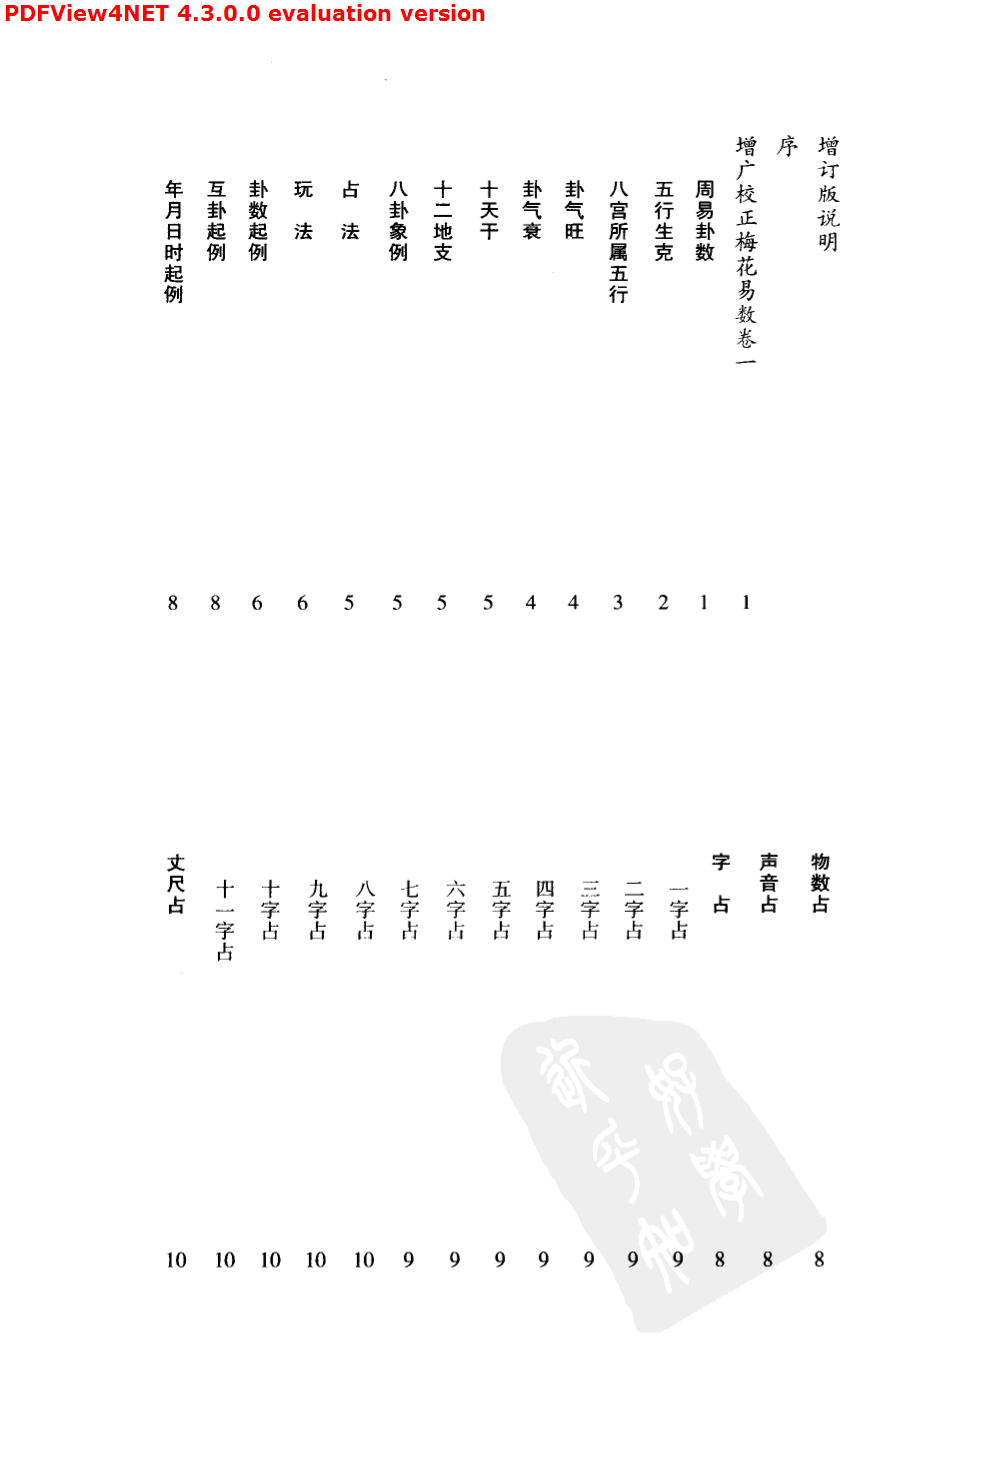 PDFView4NET 4.3.0.0 evaluation version
增订版说明
序
增广校正梅花易数卷一 1
周易卦数 1
五行生克 2
八宫所属五行 3
卦气旺 4
卦气衰 4
十天干 5
十二地支 5
八卦象例 5
占法 5
玩法 6
卦数起例 6
互卦起例 8
年月日时起例 8
物数占 8
声音占 8
字占 8
一字占 9
二字占 9
三字占 9
四字占 9
五字占 9
六字占 9
七字占 9
八字占 10
九字占 10
十字占 10
十一字占 10
丈尺占 10